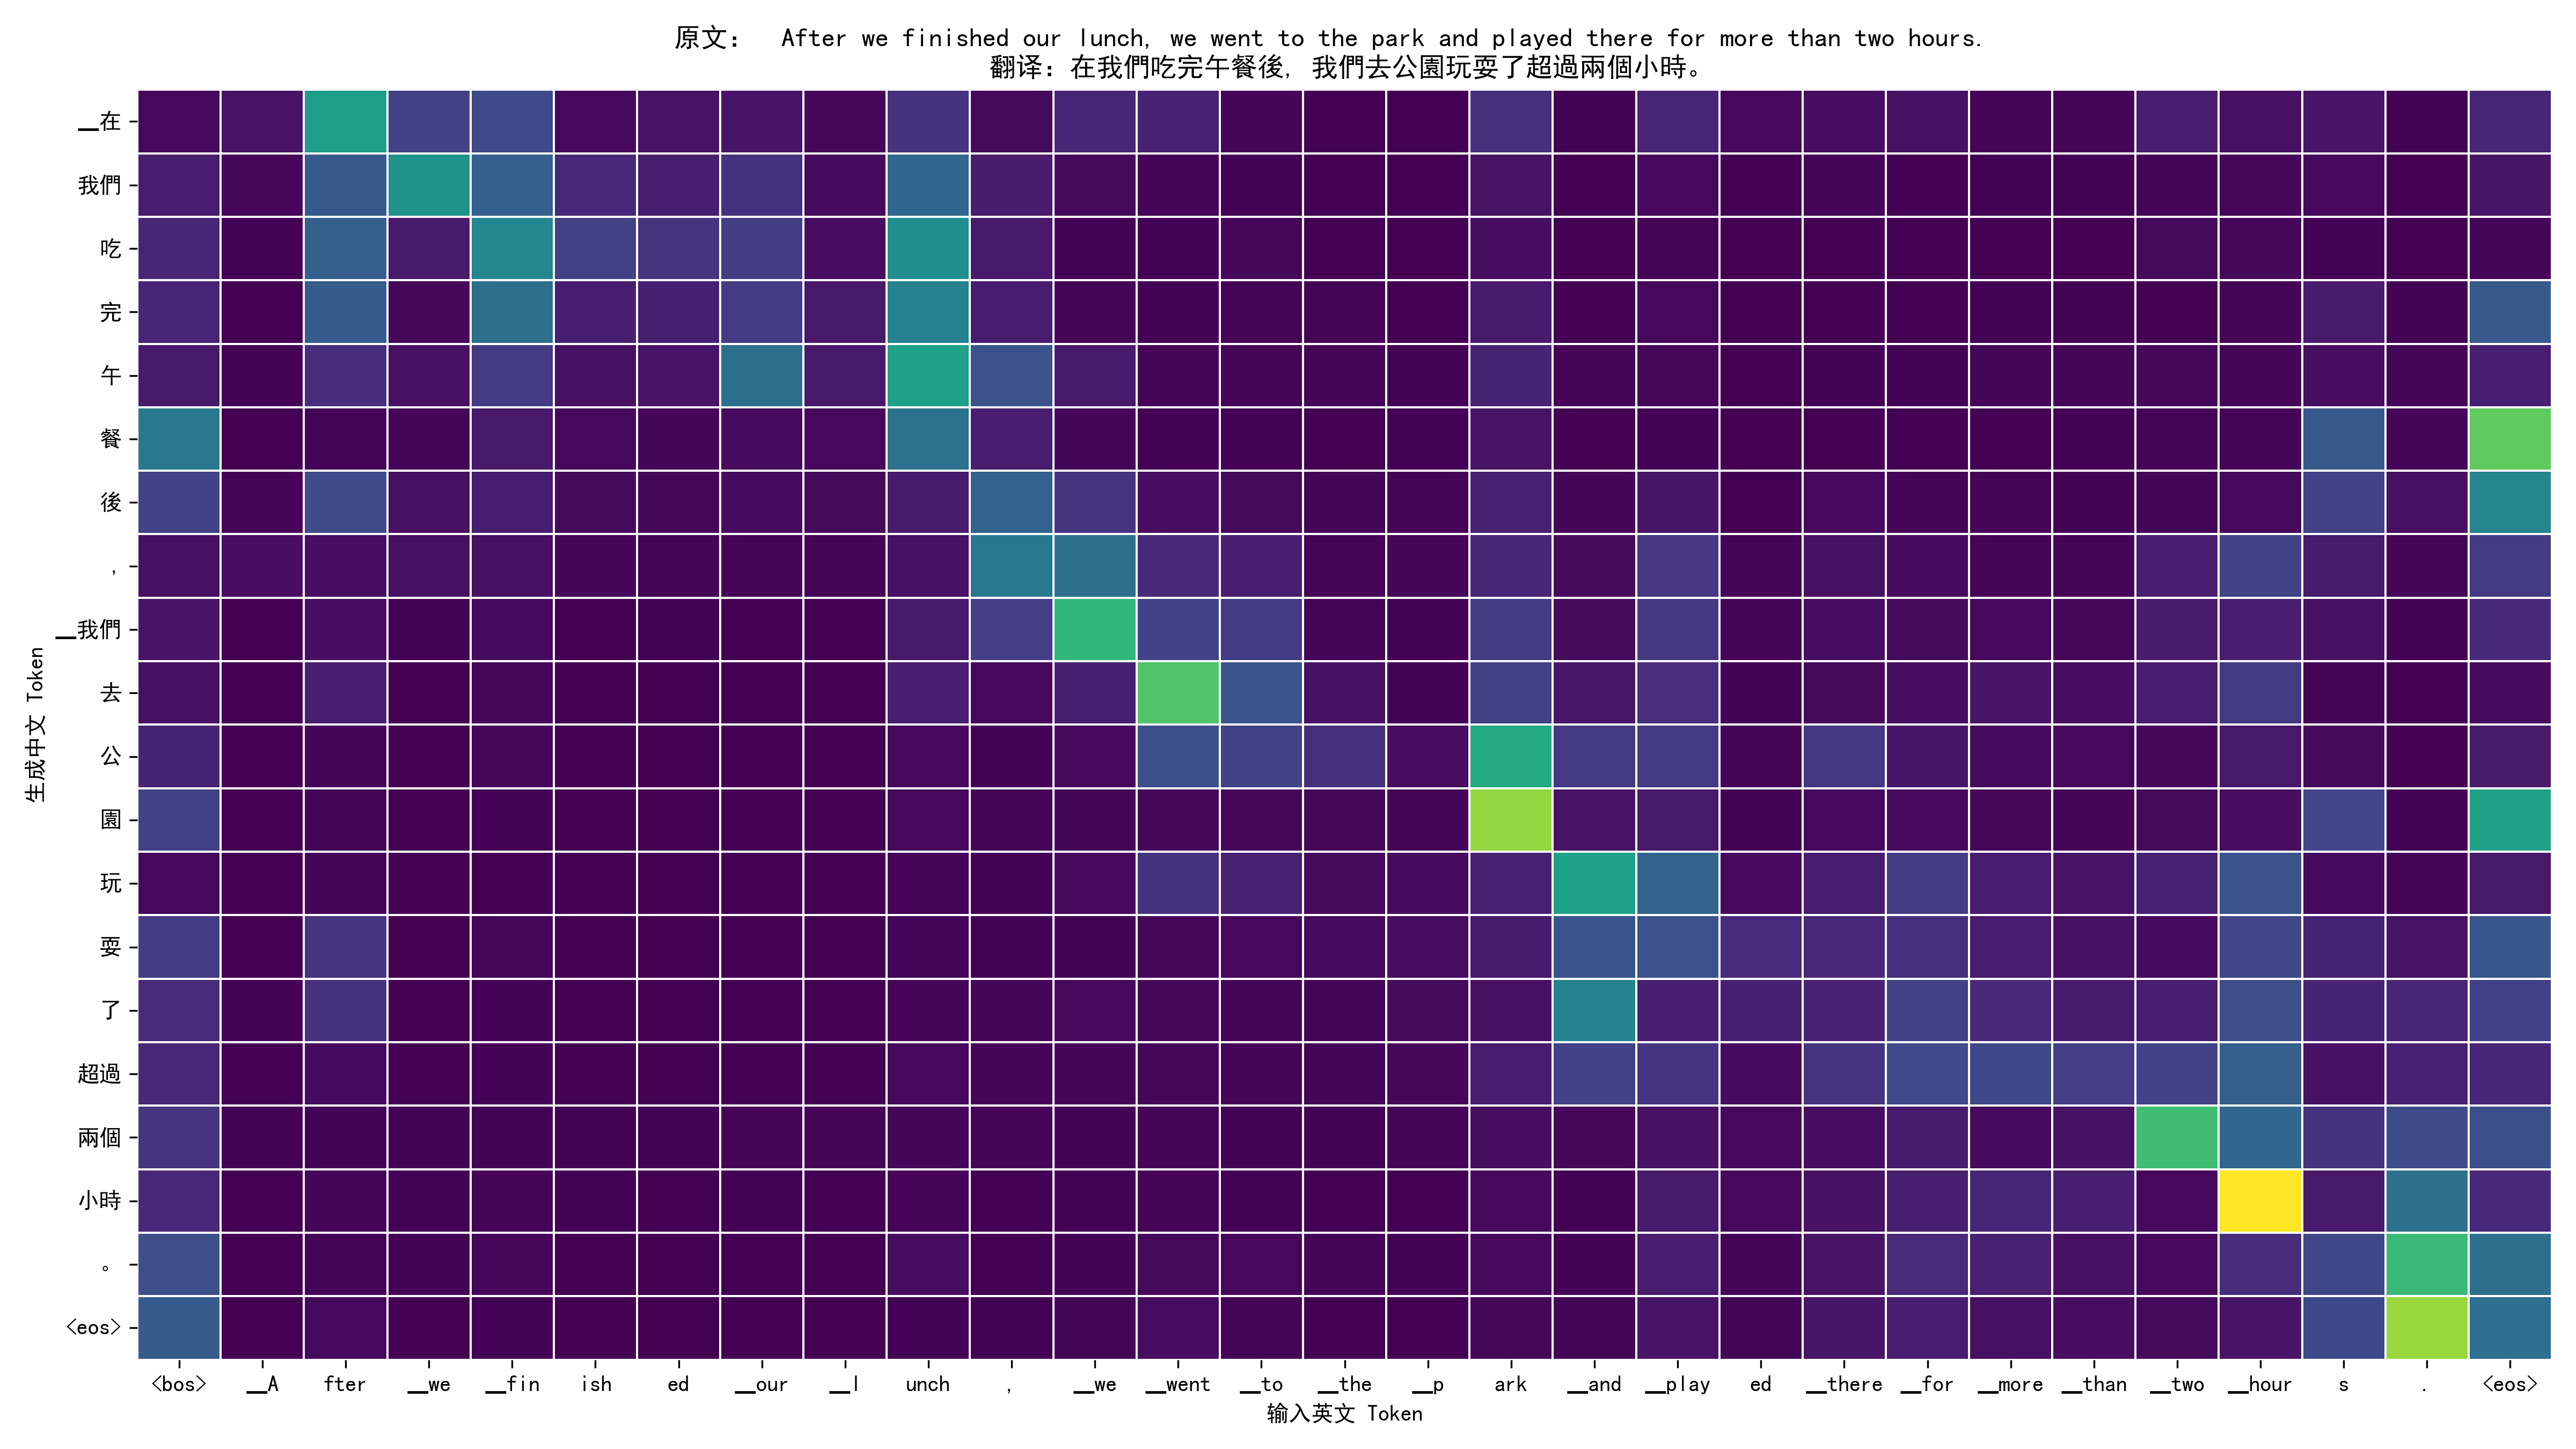 原文： After we finished our lunch, we went to the park and played there for more than two hours.
翻译：在我們吃完午餐後, 我們去公園玩耍了超過兩個小時。
生成中文 Token
▁在
我們
吃
完
午
餐
後
,
▁我們
去
公
園
玩
耍
了
超過
兩個
小時
。
<eos>
<bos> ▁A fter ▁we ▁fin ish ed ▁our ▁l unch , ▁we ▁went ▁to ▁the ▁p ark ▁and ▁play ed ▁there ▁for ▁more ▁than ▁two ▁hour s . <eos>
输入英文 Token